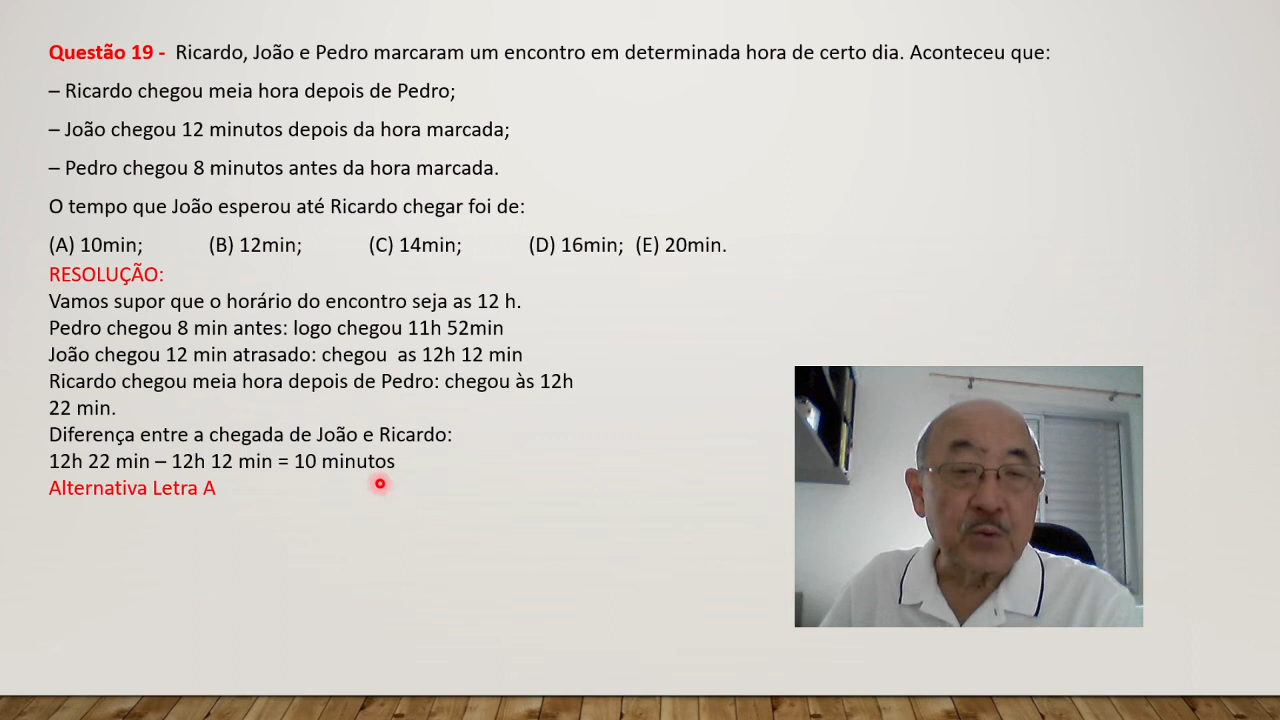 Questão 19 - Ricardo, João e Pedro marcaram um encontro em determinada hora de certo dia. Aconteceu que:
– Ricardo chegou meia hora depois de Pedro;
– João chegou 12 minutos depois da hora marcada;
– Pedro chegou 8 minutos antes da hora marcada.
O tempo que João esperou até Ricardo chegar foi de:
(A) 10min; (B) 12min; (C) 14min; (D) 16min; (E) 20min.
RESOLUÇÃO:
Vamos supor que o horário do encontro seja as 12 h.
Pedro chegou 8 min antes: logo chegou 11h 52min
João chegou 12 min atrasado: chegou as 12h 12 min
Ricardo chegou meia hora depois de Pedro: chegou às 12h
22 min.
Diferença entre a chegada de João e Ricardo:
12h 22 min – 12h 12 min = 10 minutos
Alternativa Letra A